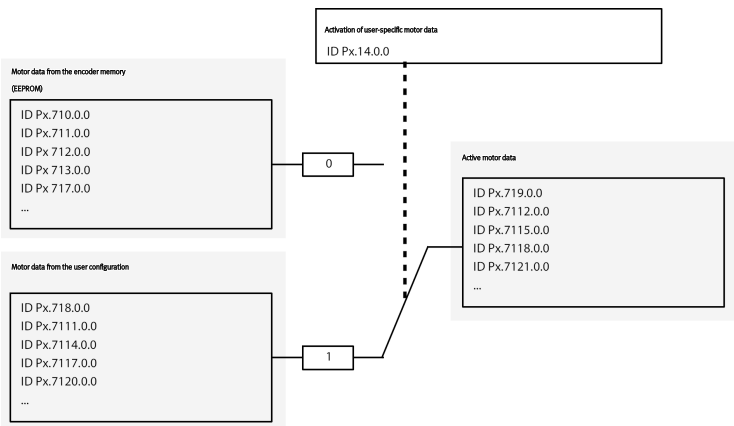 Activation of user-specific motor data
ID Px.14.0.0
Motor data from the encoder memory
(EEPROM)
ID Px.710.0.0
ID Px.711.0.0
ID Px 712.0.0
ID Px 713.0.0
ID Px 717.0.0
...
0
Active motor data
ID Px.719.0.0
ID Px.7112.0.0
ID Px.7115.0.0
ID Px.7118.0.0
ID Px.7121.0.0
...
Motor data from the user configuration
ID Px.718.0.0
ID Px.7111.0.0
ID Px.7114.0.0
ID Px.7117.0.0
ID Px.7120.0.0
...
1